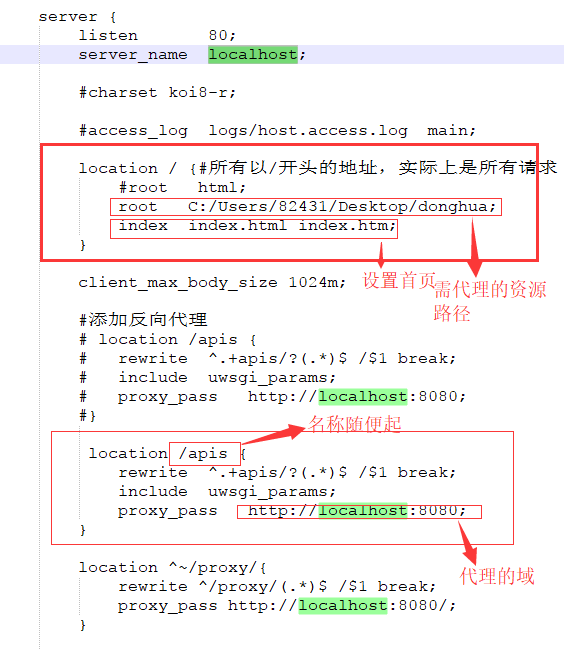 server {
listen 80;
server_name localhost;
#charset koi8-r;
#access_log logs/host.access.log main;
location / {#所有以/开头的地址，实际上是所有请求
#root html;
root C:/Users/82431/Desktop/donghua;
index index.html index.htm;
}
设置首页
需代理的资源
路径
client_max_body_size 1024m;
#添加反向代理
# location /apis {
# rewrite ^.+apis/?(.*)$ /$1 break;
# include uwsgi_params;
# proxy_pass http://localhost:8080;
#}
名称随便起
location /apis {
rewrite ^.+apis/?(.*)$ /$1 break;
include uwsgi_params;
proxy_pass http://localhost:8080;
}
代理的域
location ^~/proxy/{
rewrite ^/proxy/(.*)$ /$1 break;
proxy_pass http://localhost:8080/;
}